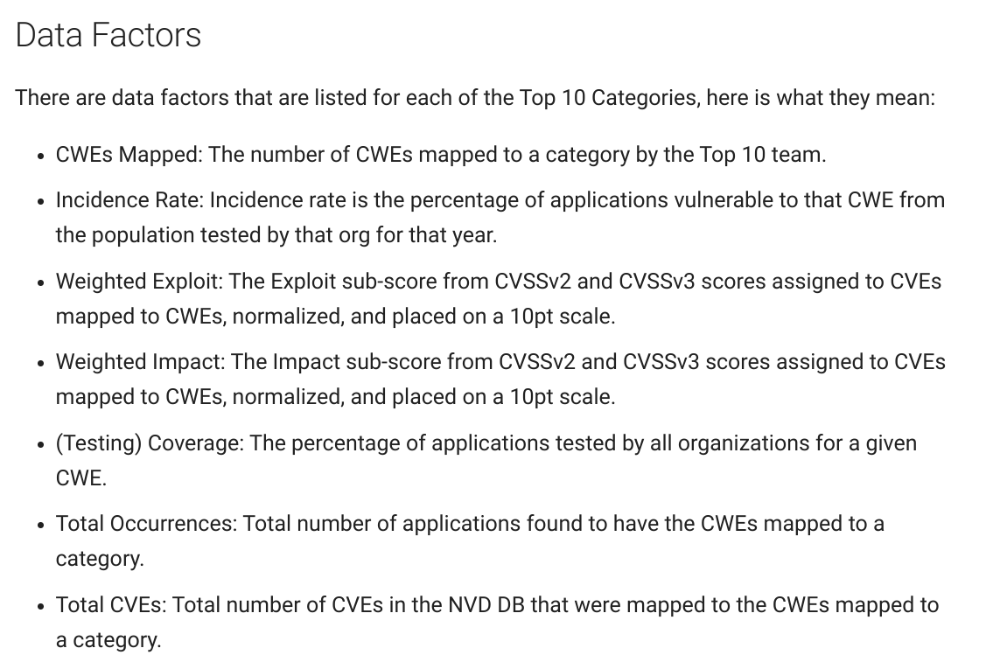 Data Factors
There are data factors that are listed for each of the Top 10 Categories, here is what they mean:
• CWEs Mapped: The number of CWEs mapped to a category by the Top 10 team.
• Incidence Rate: Incidence rate is the percentage of applications vulnerable to that CWE from
the population tested by that org for that year.
• Weighted Exploit: The Exploit sub-score from CVSSv2 and CVSSv3 scores assigned to CVEs
mapped to CWEs, normalized, and placed on a 10pt scale.
• Weighted Impact: The Impact sub-score from CVSSv2 and CVSSv3 scores assigned to CVEs
mapped to CWEs, normalized, and placed on a 10pt scale.
• (Testing) Coverage: The percentage of applications tested by all organizations for a given
CWE.
• Total Occurrences: Total number of applications found to have the CWEs mapped to a
category.
• Total CVEs: Total number of CVEs in the NVD DB that were mapped to the CWEs mapped to
a category.